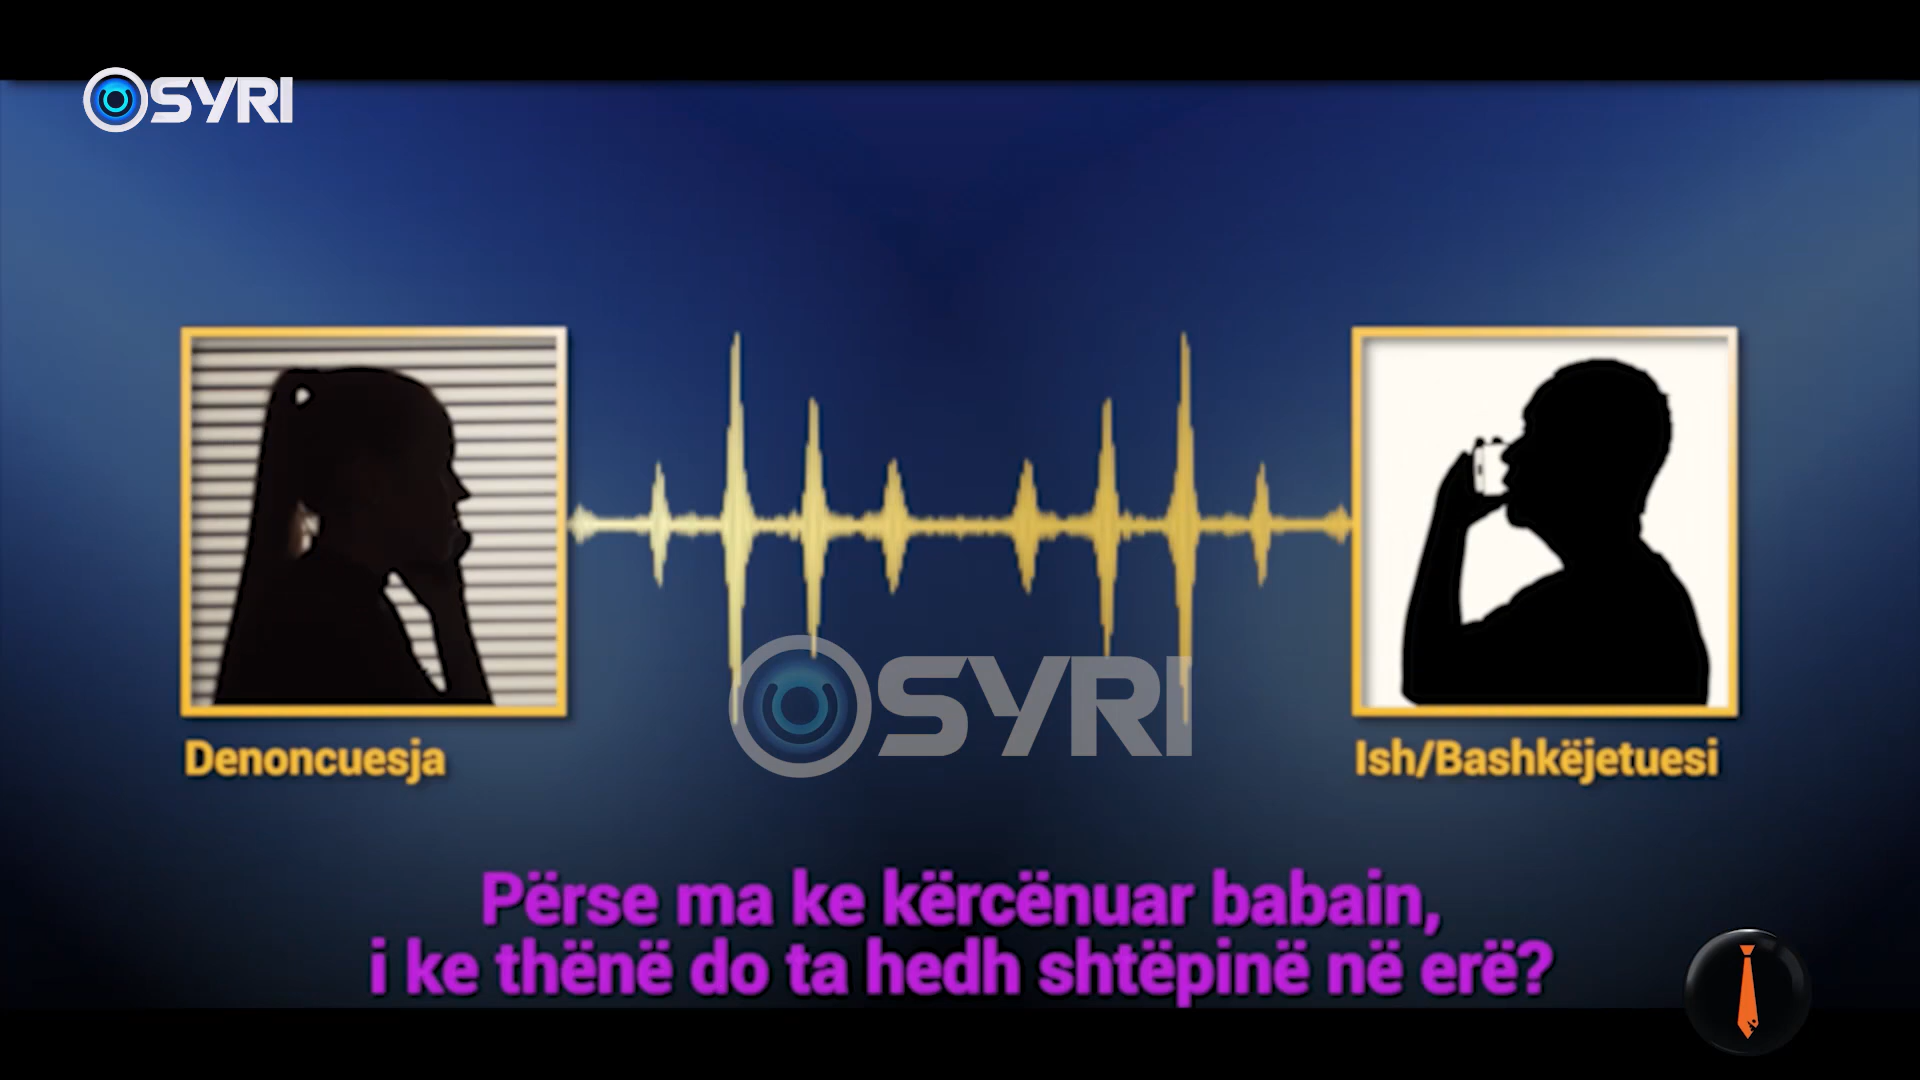 SYRI
SYRI
Denoncuesja
Ish/Bashkëjetuesi
Përse ma ke kërcënuar babain,
i ke thënë do ta hedh shtëpinë në erë?